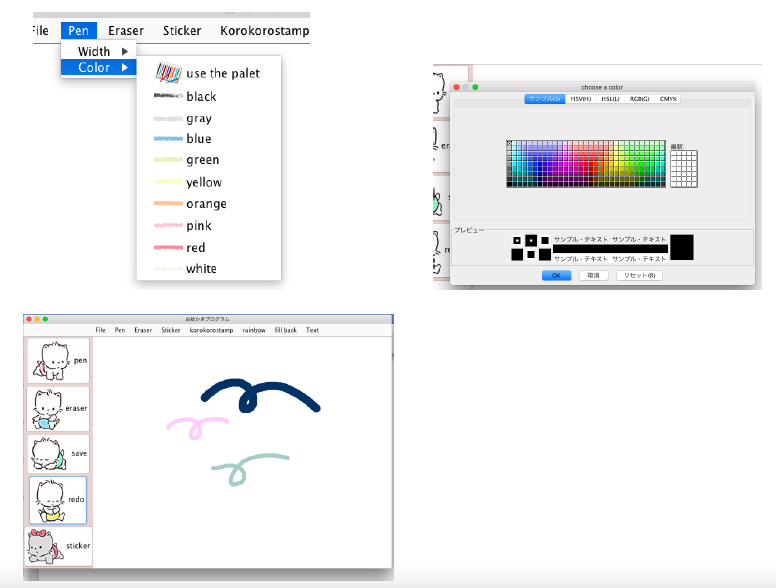 File Pen Eraser Sticker Korokorostamp
Width
Color
use the palet
black
gray
blue
green
yellow
orange
pink
red
white
choose a color
サンプル(S) HSV(H) HSL(L) RGB(G) CMYK
最新:
プレビュー
サンプル・テキスト サンプル・テキスト
サンプル・テキスト サンプル・テキスト
OK 取消 リセット(R)
お絵かきプログラム
File Pen Eraser Sticker korokorostamp rainbow fill back Text
pen
eraser
save
redo
sticker